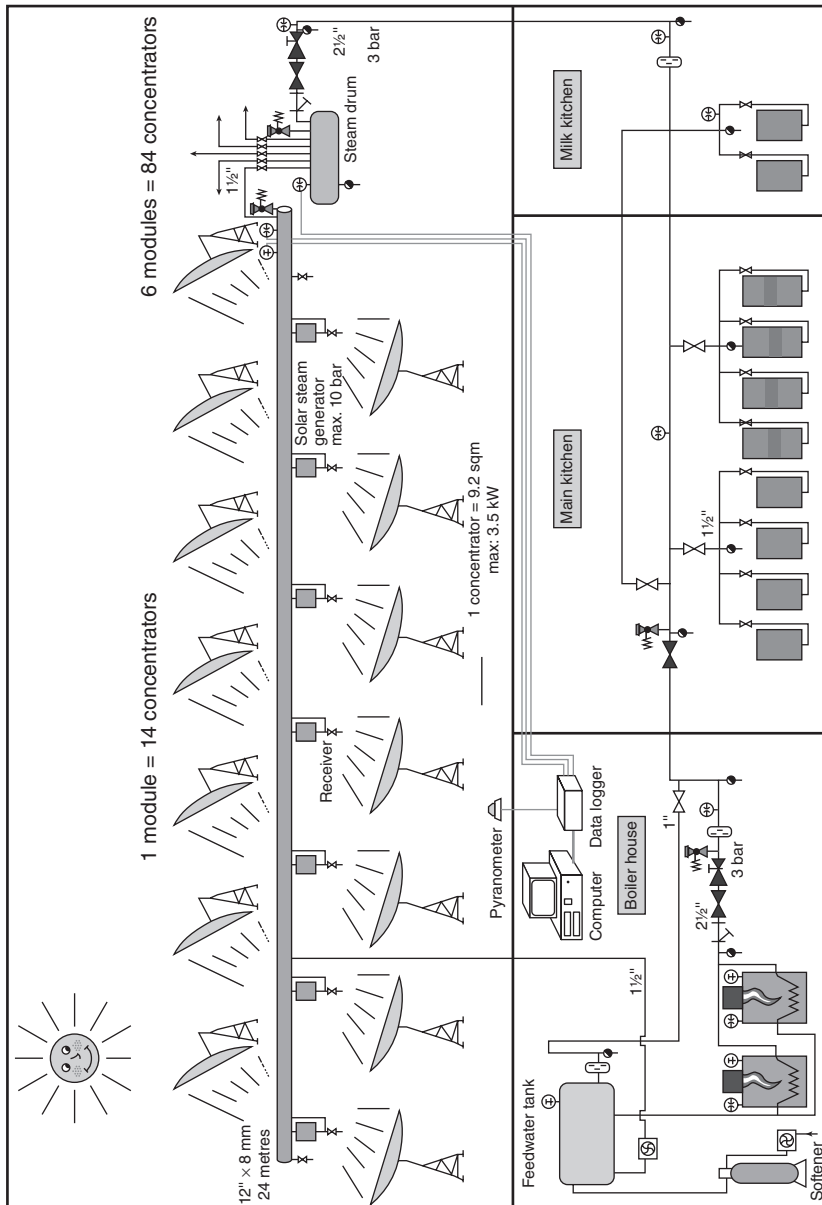 6 modules = 84 concentrators
1 module = 14 concentrators
1½"
2½"
3 bar
Steam drum
Solar steam
generator
max. 10 bar
Receiver
1 concentrator = 9.2 sqm
max: 3.5 kW
12" × 8 mm
24 metres
Milk kitchen
Main kitchen
1½"
Pyranometer
Data logger
Computer
Boiler house
1"
3 bar
2½"
1½"
Feedwater tank
Softener